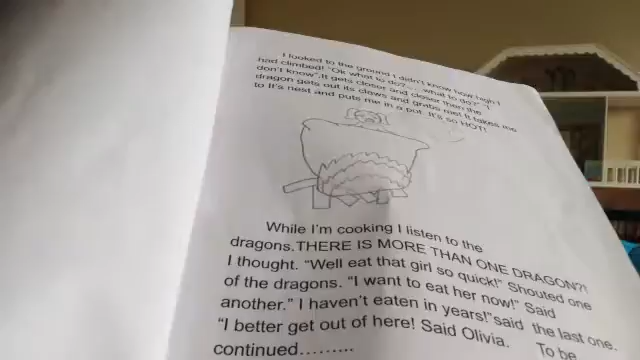 I looked to the ground I didn't know how high I
had climbed! "Ok what to do?.... what to do?" "I
don't know". It gets closer and closer then the
dragon gets out its claws and grabs me! It takes me
to It's nest and puts me in a pot. It's so HOT!
While I'm cooking I listen to the
dragons.THERE IS MORE THAN ONE DRAGON?!
I thought. "Well eat that girl so quick!" Shouted one
of the dragons. "I want to eat her now!" Said
another." I haven't eaten in years!"said the last one.
"I better get out of here! Said Olivia. To be
continued.........